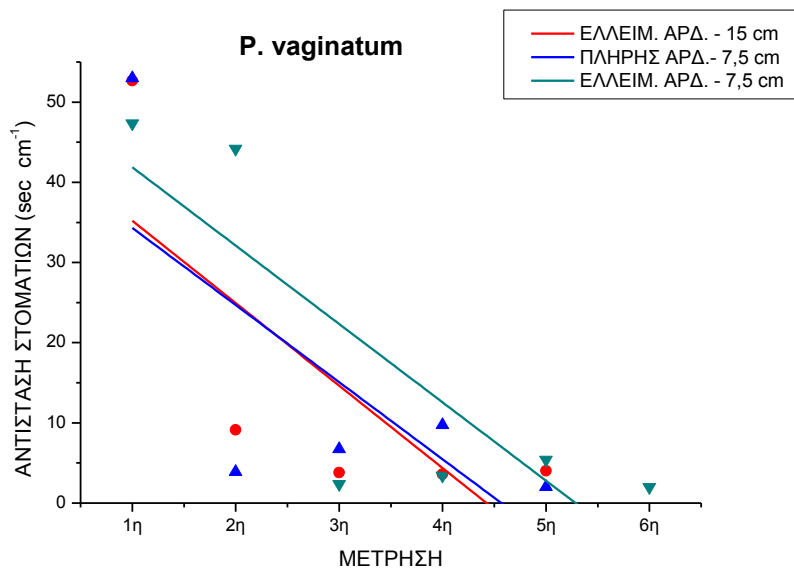 P. vaginatum
ΕΛΛΕΙΜ. ΑΡΔ. - 15 cm
ΠΛΗΡΗΣ ΑΡΔ.- 7,5 cm
ΕΛΛΕΙΜ. ΑΡΔ. - 7,5 cm
ΑΝΤΙΣΤΑΣΗ ΣΤΟΜΑΤΙΩΝ (sec cm⁻¹)
50
40
30
20
10
0
1η 2η 3η 4η 5η 6η
ΜΕΤΡΗΣΗ